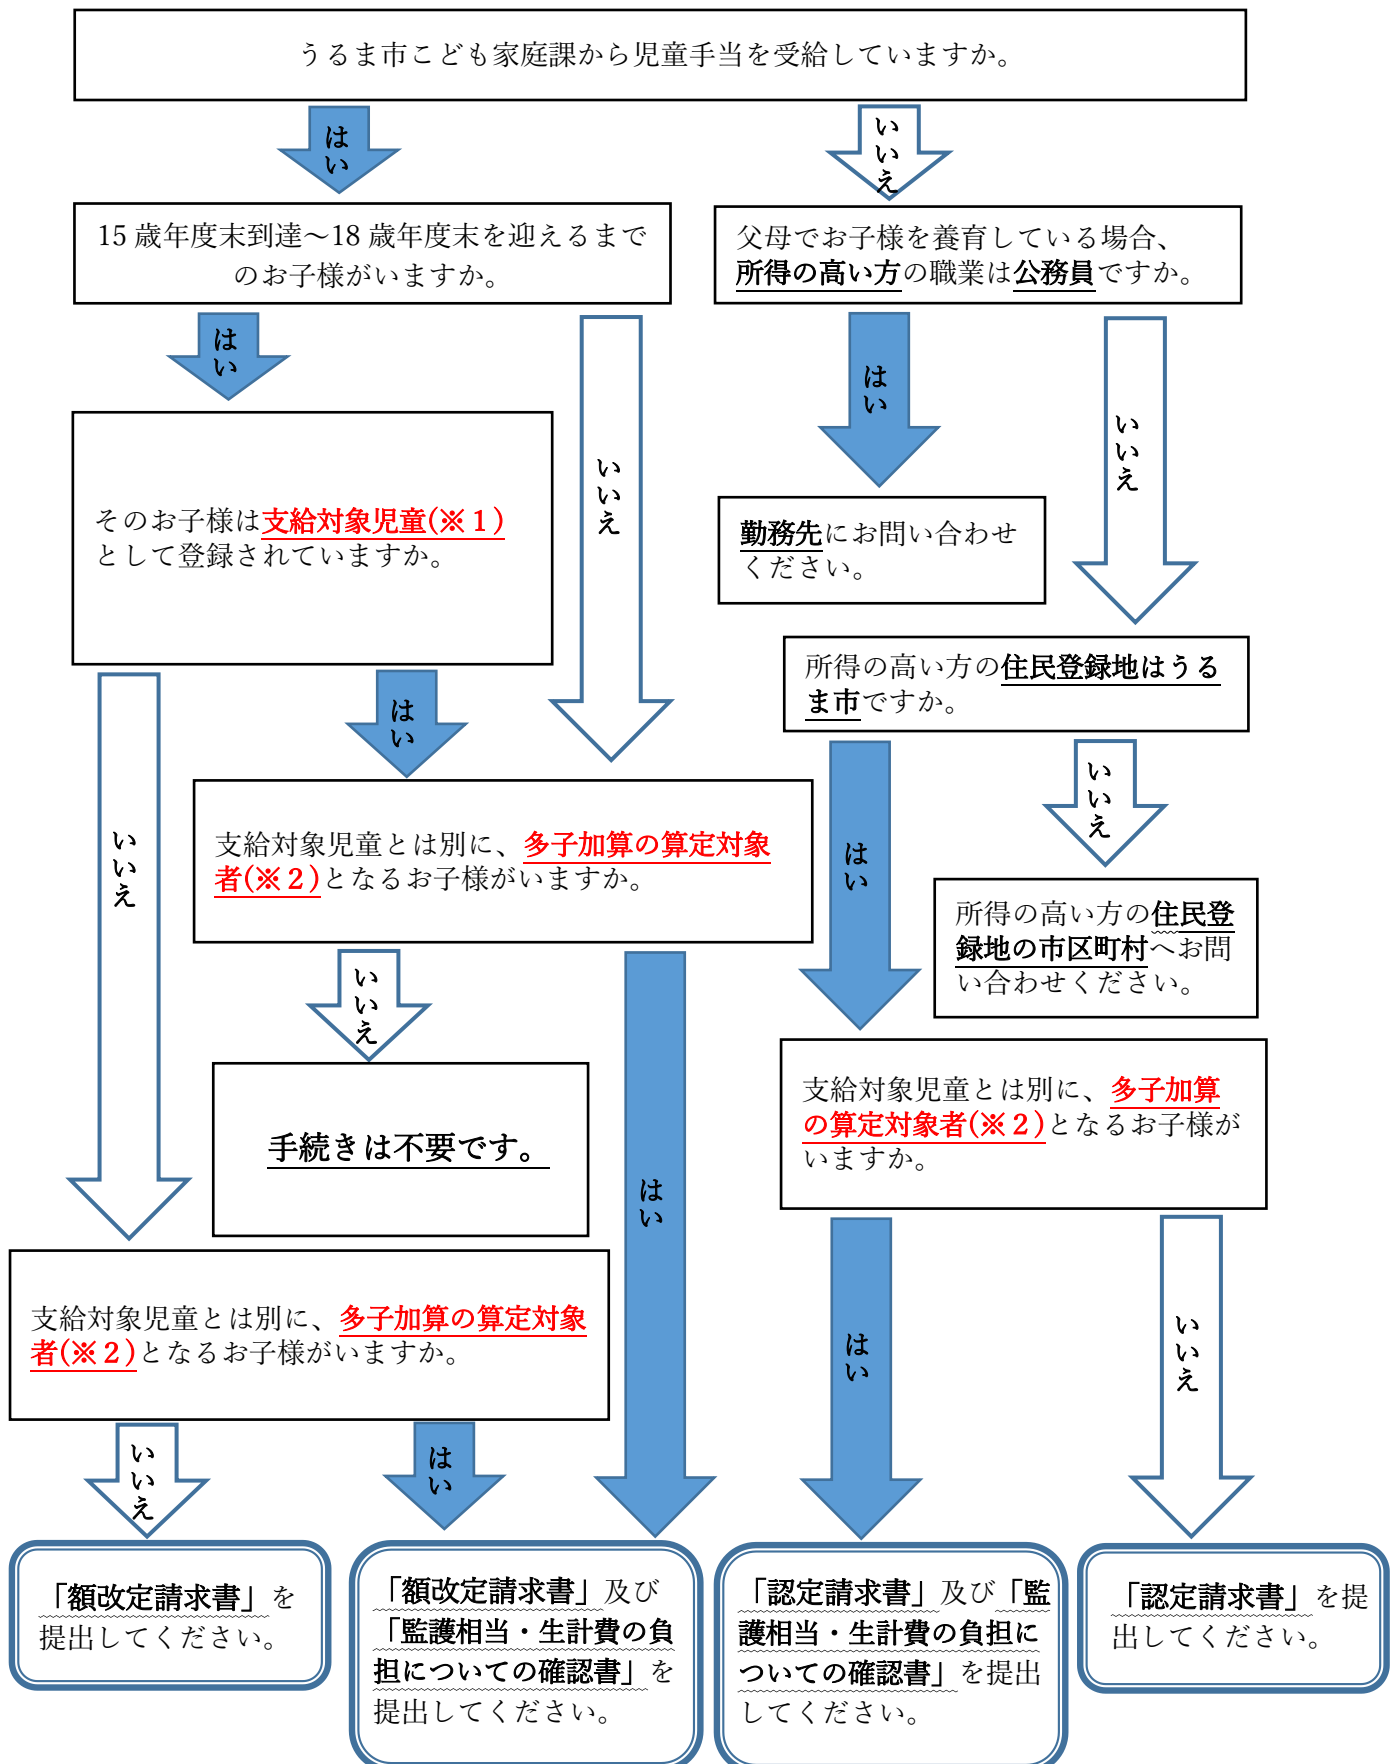 うるま市こども家庭課から児童手当を受給していますか。
はい
いいえ
15 歳年度末到達～18 歳年度末を迎えるまで
のお子様がいますか。
父母でお子様を養育している場合、
所得の高い方の職業は公務員ですか。
はい
いいえ
はい
いいえ
そのお子様は支給対象児童(※１)
として登録されていますか。
勤務先にお問い合わせ
ください。
所得の高い方の住民登録地はうる
ま市ですか。
いいえ
はい
はい
いいえ
支給対象児童とは別に、多子加算の算定対象
者(※２)となるお子様がいますか。
所得の高い方の住民登
録地の市区町村へお問
い合わせください。
いいえ
はい
手続きは不要です。
支給対象児童とは別に、多子加算
の算定対象者(※２)となるお子様が
いますか。
支給対象児童とは別に、多子加算の算定対象
者(※２)となるお子様がいますか。
はい
いいえ
いいえ
はい
「額改定請求書」を
提出してください。
「額改定請求書」及び
「監護相当・生計費の負
担についての確認書」を
提出してください。
「認定請求書」及び「監
護相当・生計費の負担に
ついての確認書」を提出
してください。
「認定請求書」を提
出してください。